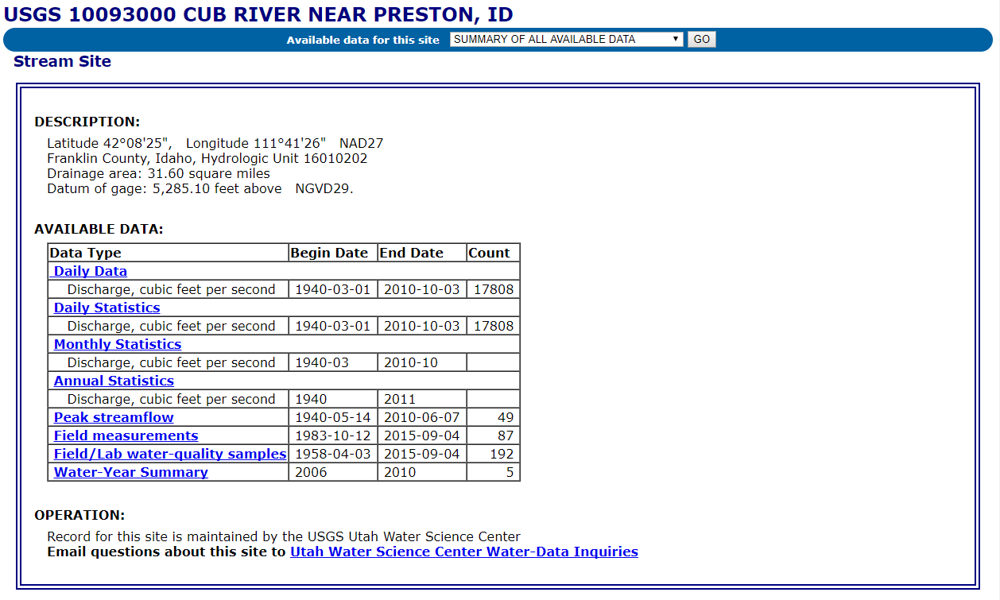 USGS 10093000 CUB RIVER NEAR PRESTON, ID
Available data for this site SUMMARY OF ALL AVAILABLE DATA GO
Stream Site
DESCRIPTION:
Latitude 42°08'25", Longitude 111°41'26" NAD27
Franklin County, Idaho, Hydrologic Unit 16010202
Drainage area: 31.60 square miles
Datum of gage: 5,285.10 feet above NGVD29.
AVAILABLE DATA:
Data Type Begin Date End Date Count
Daily Data
Discharge, cubic feet per second 1940-03-01 2010-10-03 17808
Daily Statistics
Discharge, cubic feet per second 1940-03-01 2010-10-03 17808
Monthly Statistics
Discharge, cubic feet per second 1940-03 2010-10
Annual Statistics
Discharge, cubic feet per second 1940 2011
Peak streamflow 1940-05-14 2010-06-07 49
Field measurements 1983-10-12 2015-09-04 87
Field/Lab water-quality samples 1958-04-03 2015-09-04 192
Water-Year Summary 2006 2010 5
OPERATION:
Record for this site is maintained by the USGS Utah Water Science Center
Email questions about this site to Utah Water Science Center Water-Data Inquiries